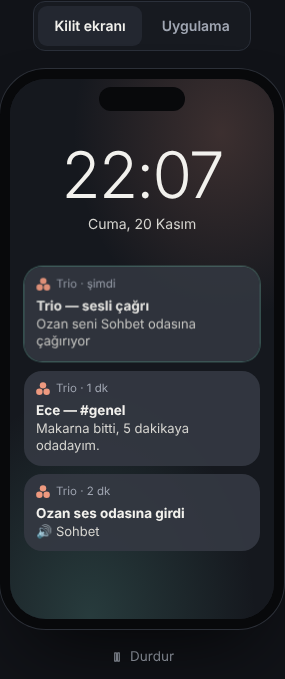 Kilit ekranı
Uygulama
22:07
Cuma, 20 Kasım
Trio · şimdi
Trio — sesli çağrı
Ozan seni Sohbet odasına
çağırıyor
Trio · 1 dk
Ece — #genel
Makarna bitti, 5 dakikaya
odadayım.
Trio · 2 dk
Ozan ses odasına girdi
🔊 Sohbet
Durdur